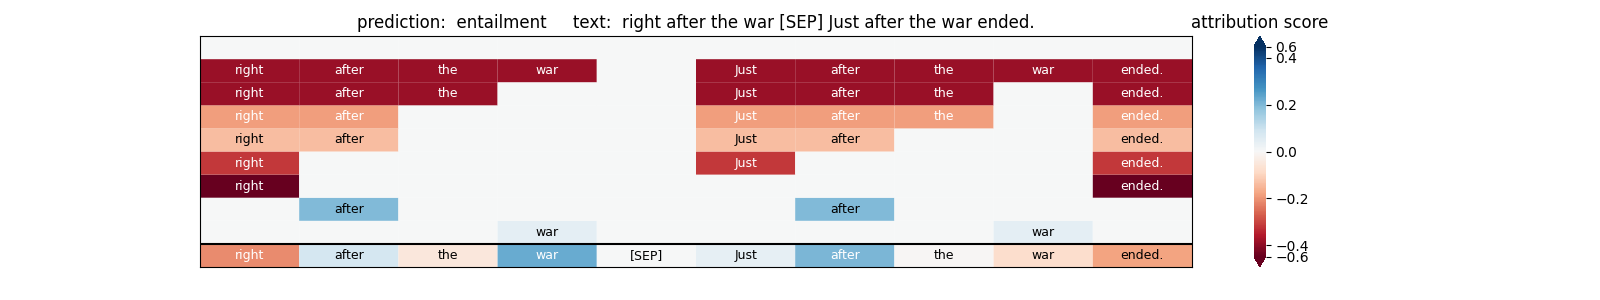 prediction:  entailment     text:  right after the war [SEP] Just after the war ended.
attribution score
right after the war Just after the war ended.
right after the Just after the ended.
right after Just after the ended.
right after Just after ended.
right Just ended.
right ended.
after after
war war
right after the war [SEP] Just after the war ended.
0.6
0.4
0.2
0.0
−0.2
−0.4
−0.6